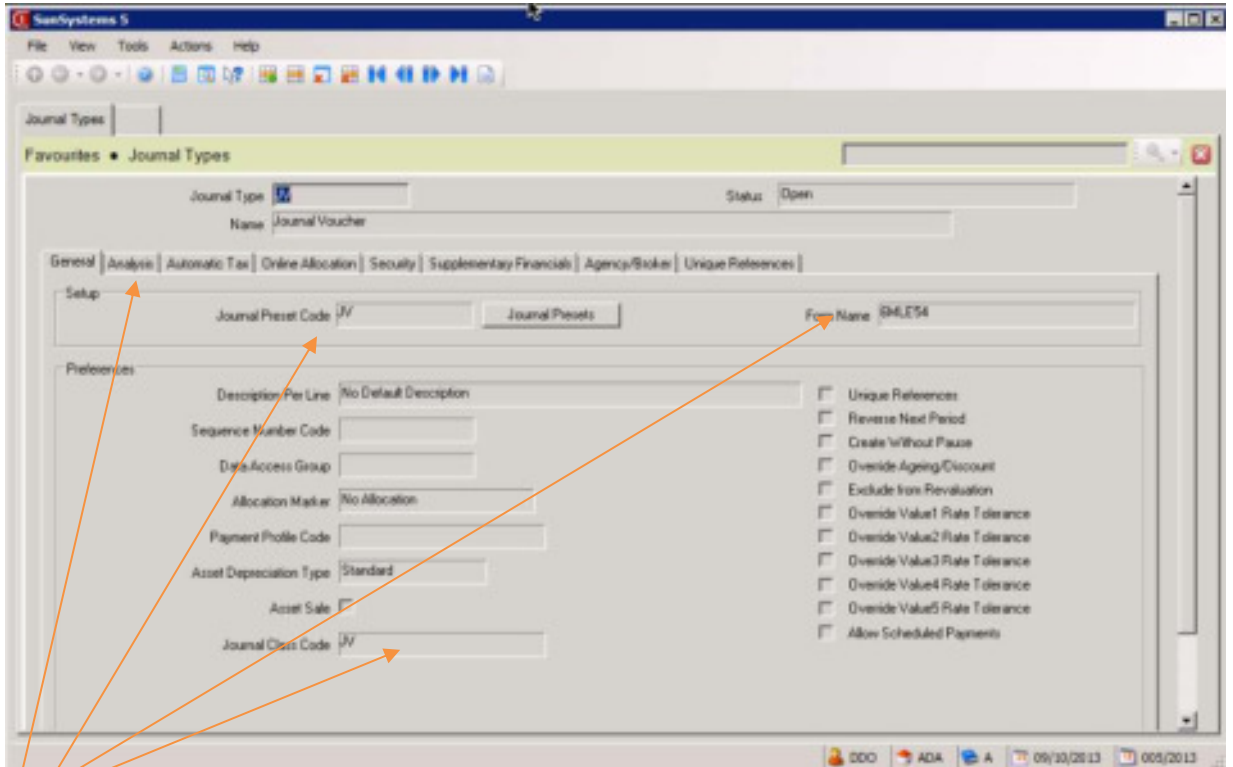 SunSystems 5
File View Tools Actions Help
Journal Types
Favourites • Journal Types
Journal Type JV Status Open
Name Journal Voucher
General Analysis Automatic Tax Online Allocation Security Supplementary Financials Agency/Broker Unique References
Setup
Journal Preset Code JV Journal Presets Form Name
Preferences
Description Per Line No Default Description Unique References
Reverse Next Period
Sequence Number Code
Create Without Pause
Data Access Group Override Ageing/Discount
Exclude from Revaluation
Allocation Marker No Allocation
Override Value1 Rate Tolerance
Payment Profile Code Override Value2 Rate Tolerance
Override Value3 Rate Tolerance
Asset Depreciation Type Standard
Override Value4 Rate Tolerance
Asset Sale Override Value5 Rate Tolerance
Allow Scheduled Payments
Journal Class Code JV
DDO ADA A 09/10/2013 005/2013